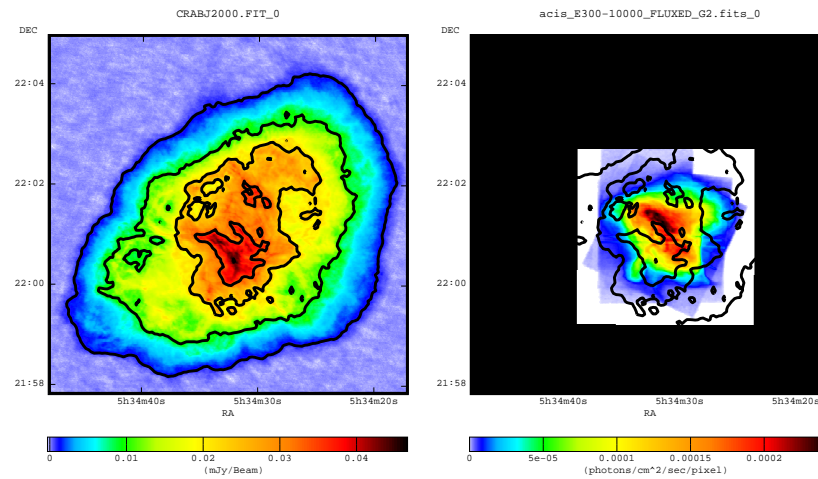 CRABJ2000.FIT_0
DEC
22:04
22:02
22:00
21:58
5h34m40s 5h34m30s 5h34m20s
RA
0 0.01 0.02 0.03 0.04
(mJy/Beam)
acis_E300-10000_FLUXED_G2.fits_0
DEC
22:04
22:02
22:00
21:58
5h34m40s 5h34m30s 5h34m20s
RA
0 5e-05 0.0001 0.00015 0.0002
(photons/cm^2/sec/pixel)